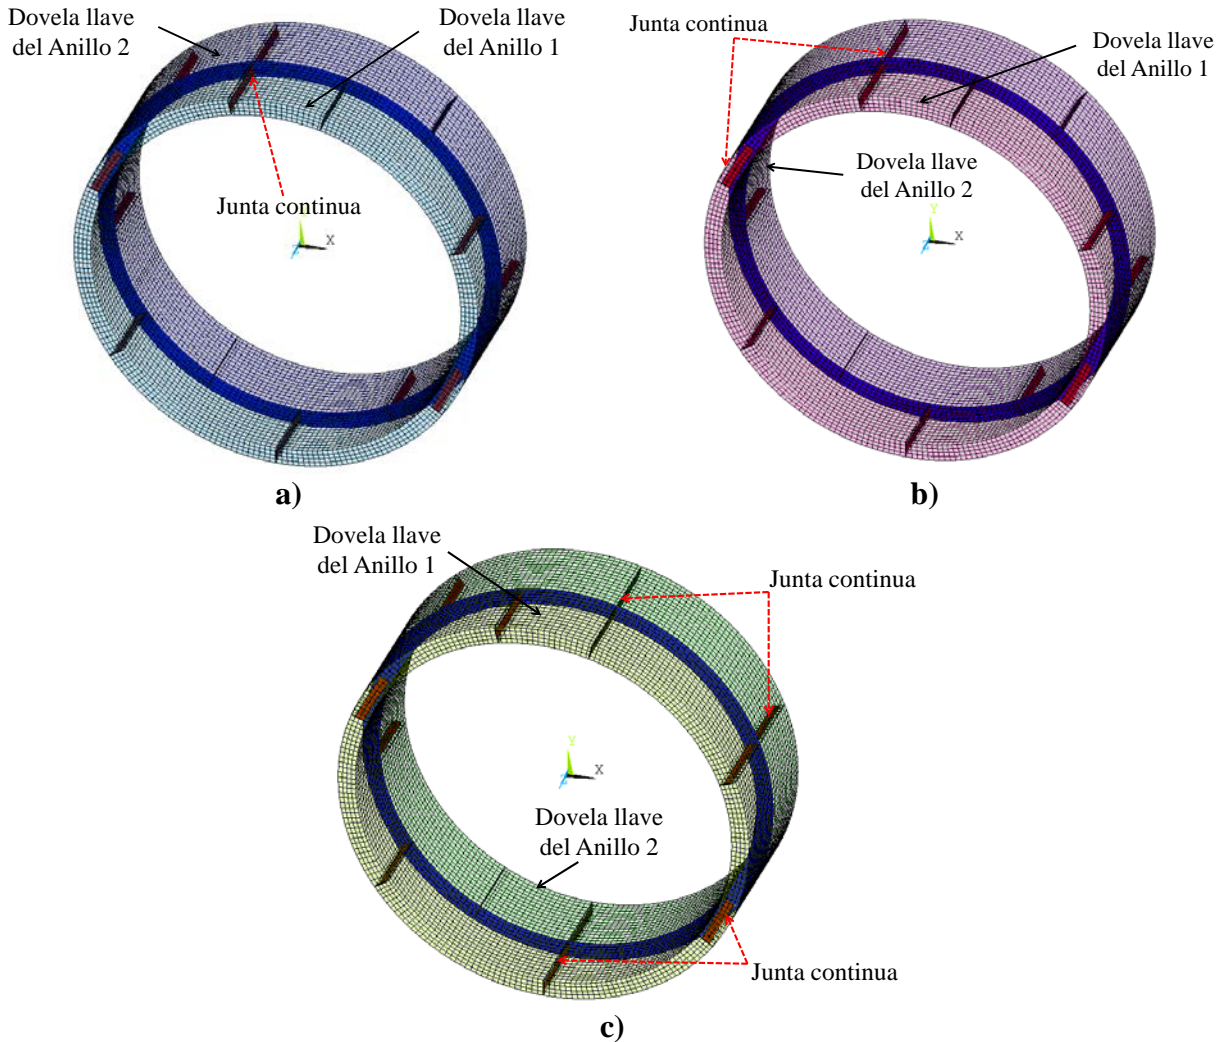 Dovela llave
del Anillo 2
Dovela llave
del Anillo 1
Junta continua
X
a)
Junta continua
Dovela llave
del Anillo 1
Dovela llave
del Anillo 2
Y
X
b)
Dovela llave
del Anillo 1
Junta continua
Y
X
Dovela llave
del Anillo 2
Junta continua
c)